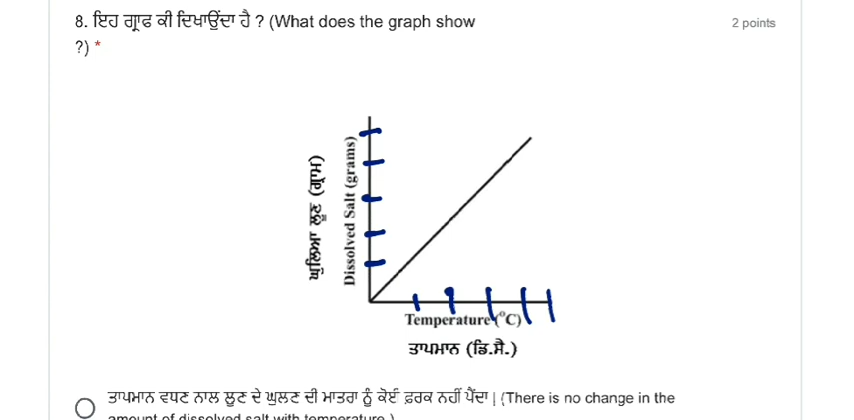 8. ਇਹ ਗ੍ਰਾਫ ਕੀ ਦਿਖਾਉਂਦਾ ਹੈ ? (What does the graph show
?) *
2 points
ਘੁਲਿਆ ਲੂਣ (ਗ੍ਰਾਮ)
Dissolved Salt (grams)
Temperature (°C)
ਤਾਪਮਾਨ (ਡਿ.ਸੈ.)
ਤਾਪਮਾਨ ਵਧਣ ਨਾਲ ਲੂਣ ਦੇ ਘੁਲਣ ਦੀ ਮਾਤਰਾ ਨੂੰ ਕੋਈ ਫ਼ਰਕ ਨਹੀਂ ਪੈਂਦਾ | (There is no change in the
amount of dissolved salt with temperature )